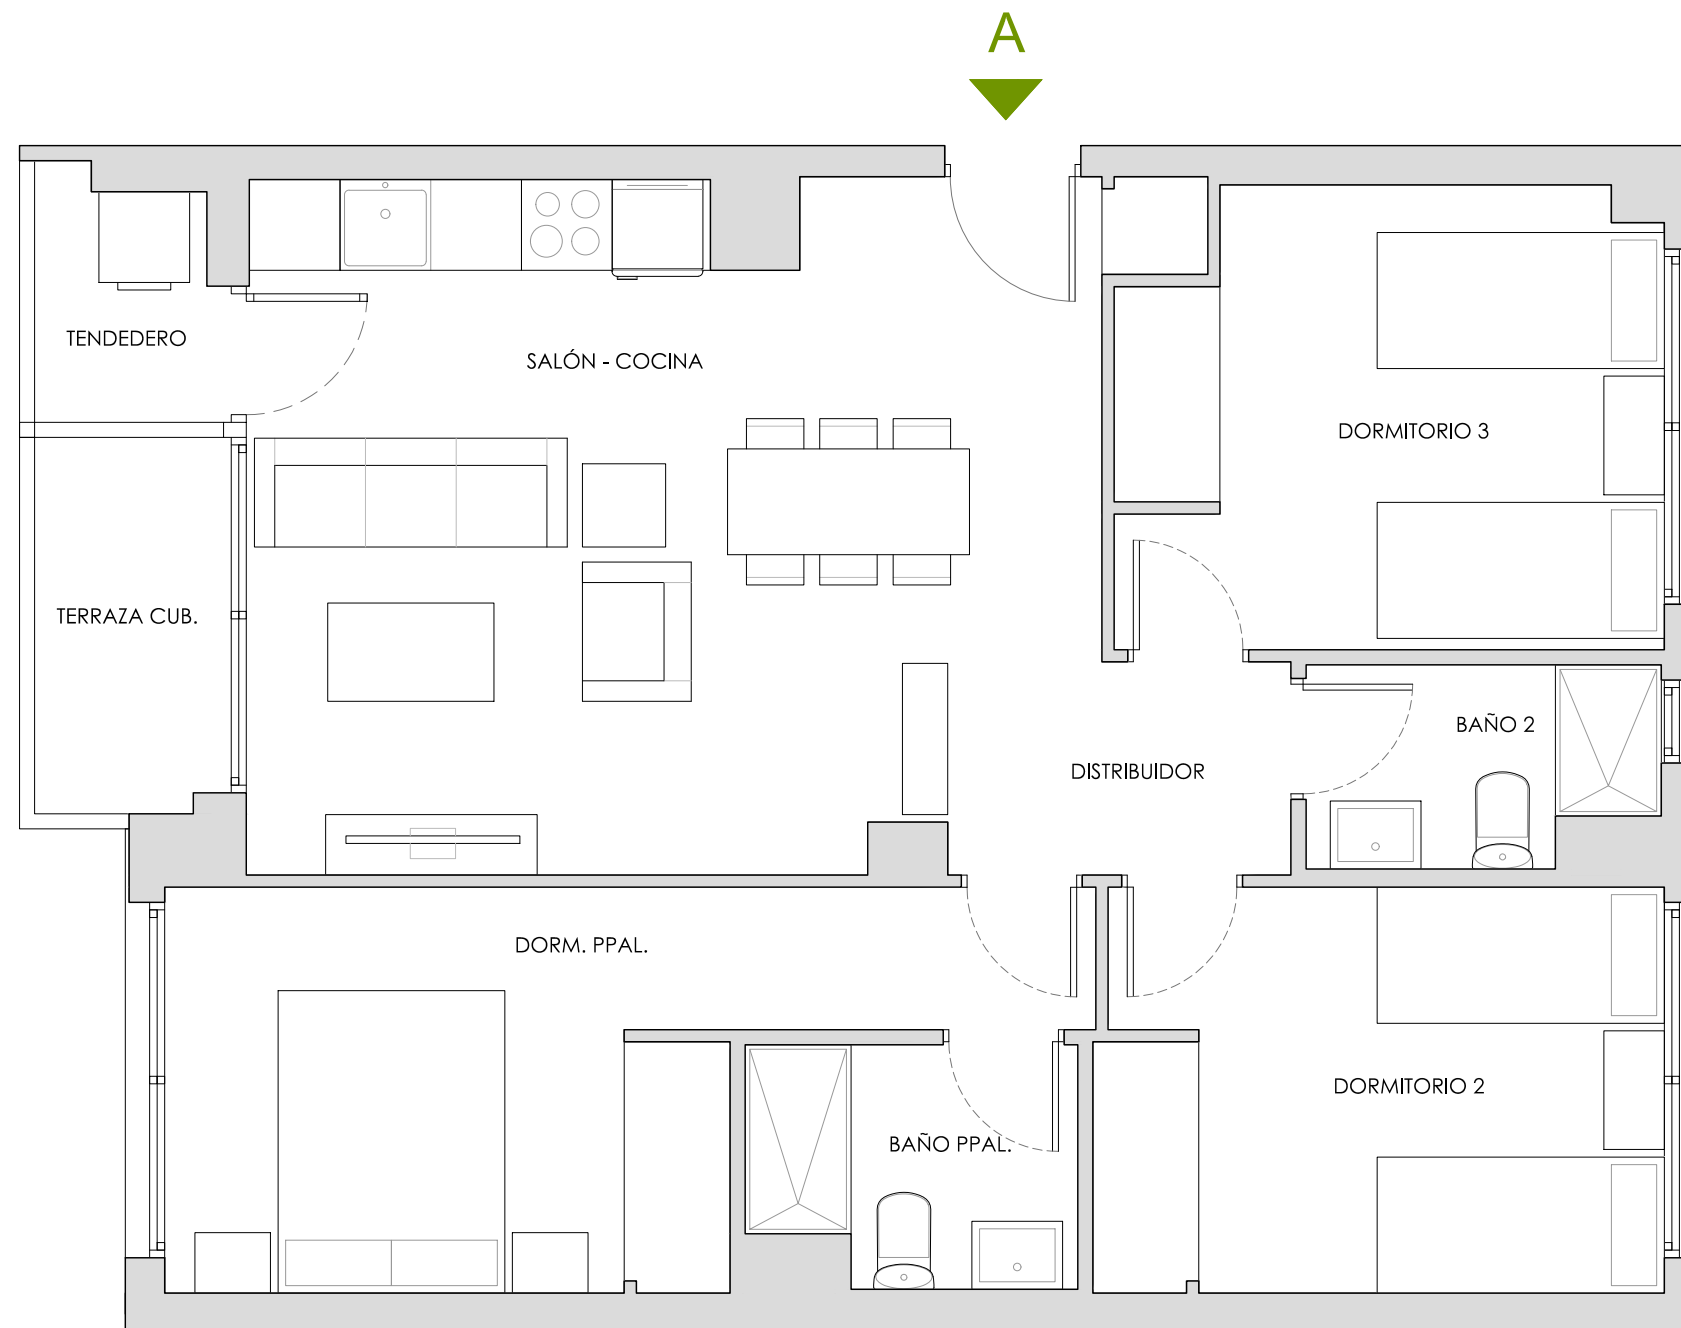 A
TENDEDERO
SALÓN - COCINA
DORMITORIO 3
TERRAZA CUB.
BAÑO 2
DISTRIBUIDOR
DORM. PPAL.
DORMITORIO 2
BAÑO PPAL.